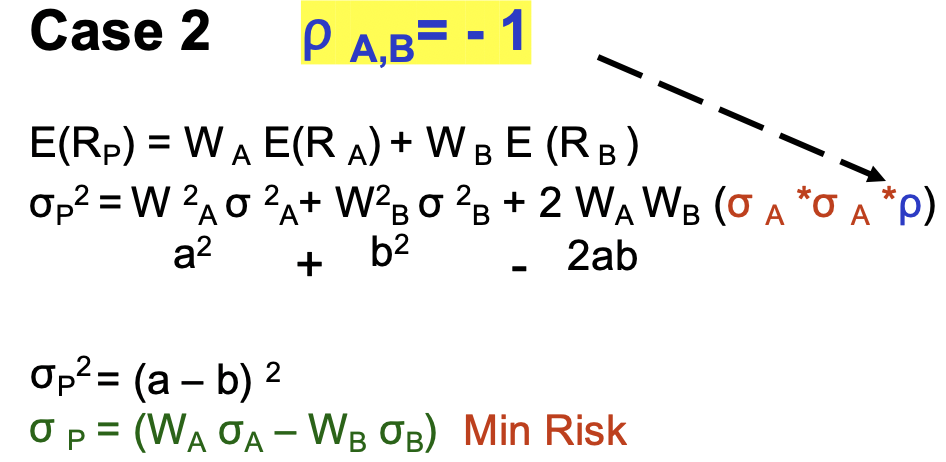 Case 2 ρ A,B= - 1
E(RP) = W A E(R A) + W B E (R B )
σP² = W ²A σ ²A+ W²B σ ²B + 2 WA WB (σ A *σ A *ρ)
a² + b² - 2ab
σP²= (a – b) ²
σ P = (WA σA – WB σB) Min Risk